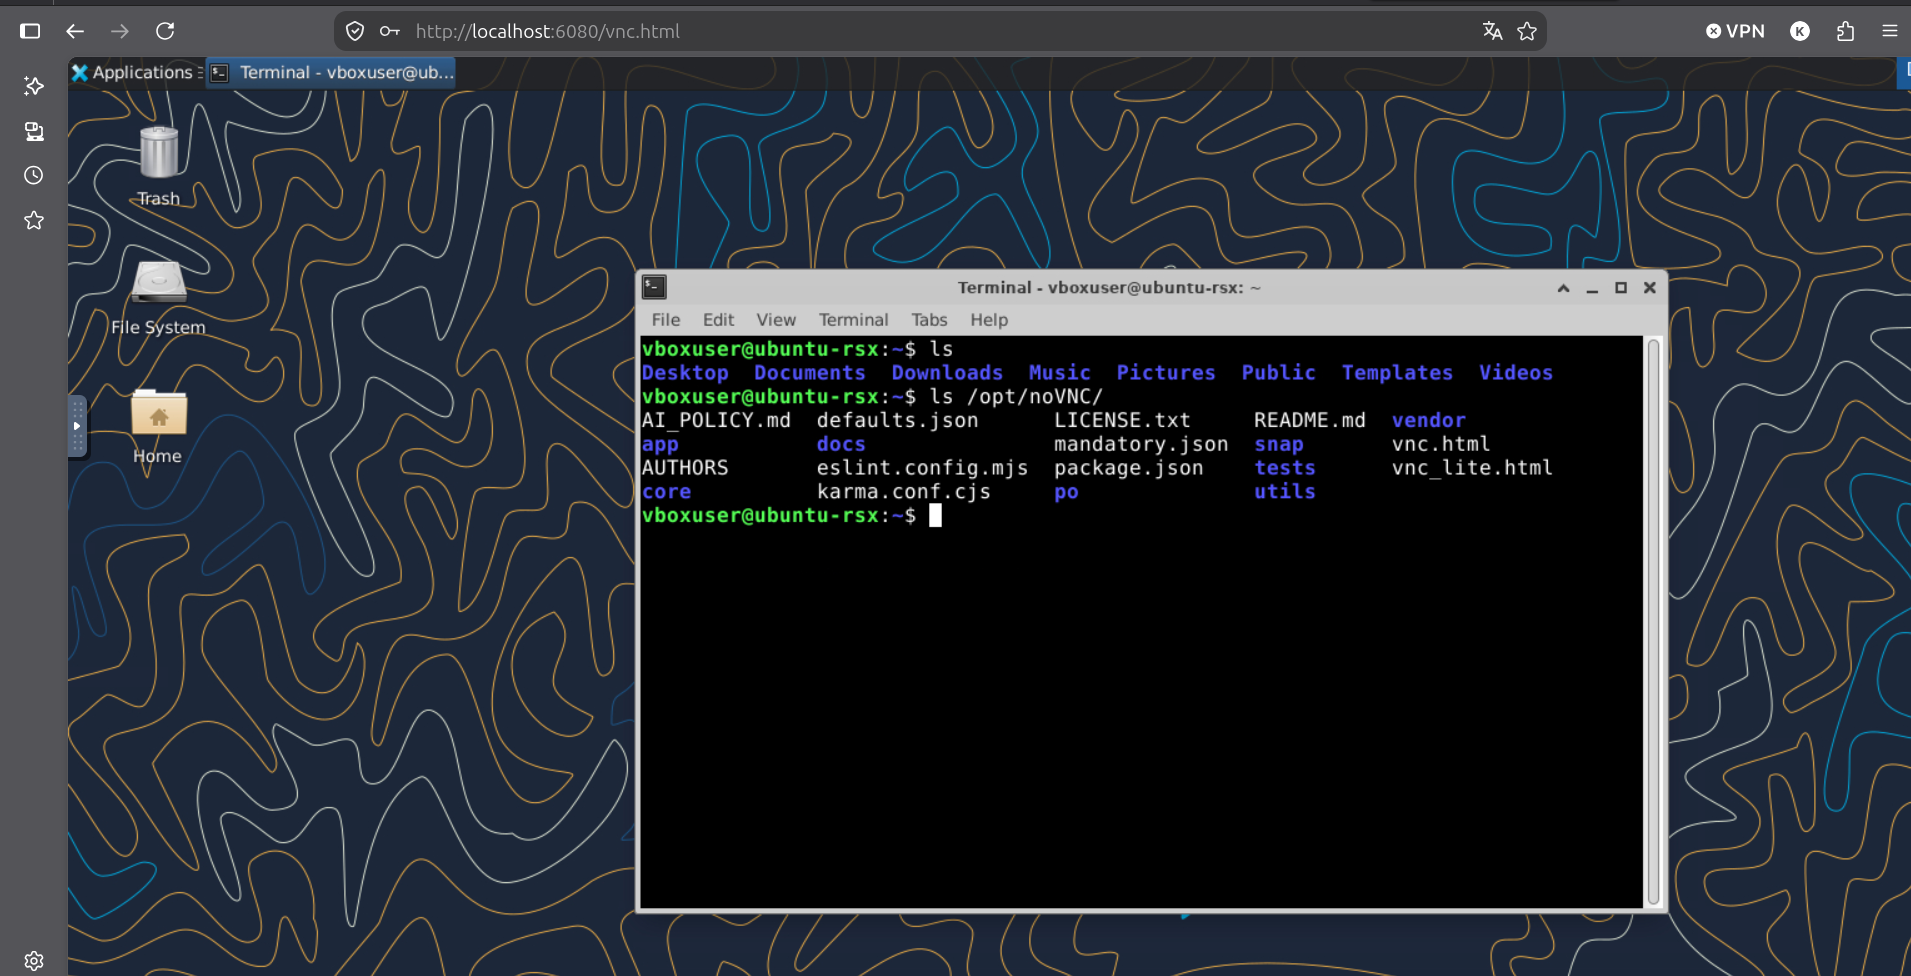 http://localhost:6080/vnc.html
VPN
K
Applications
Terminal - vboxuser@ub...
Trash
File System
Home
Terminal - vboxuser@ubuntu-rsx: ~
File Edit View Terminal Tabs Help
vboxuser@ubuntu-rsx:~$ ls
Desktop Documents Downloads Music Pictures Public Templates Videos
vboxuser@ubuntu-rsx:~$ ls /opt/noVNC/
AI_POLICY.md defaults.json LICENSE.txt README.md vendor
app docs mandatory.json snap vnc.html
AUTHORS eslint.config.mjs package.json tests vnc_lite.html
core karma.conf.cjs po utils
vboxuser@ubuntu-rsx:~$